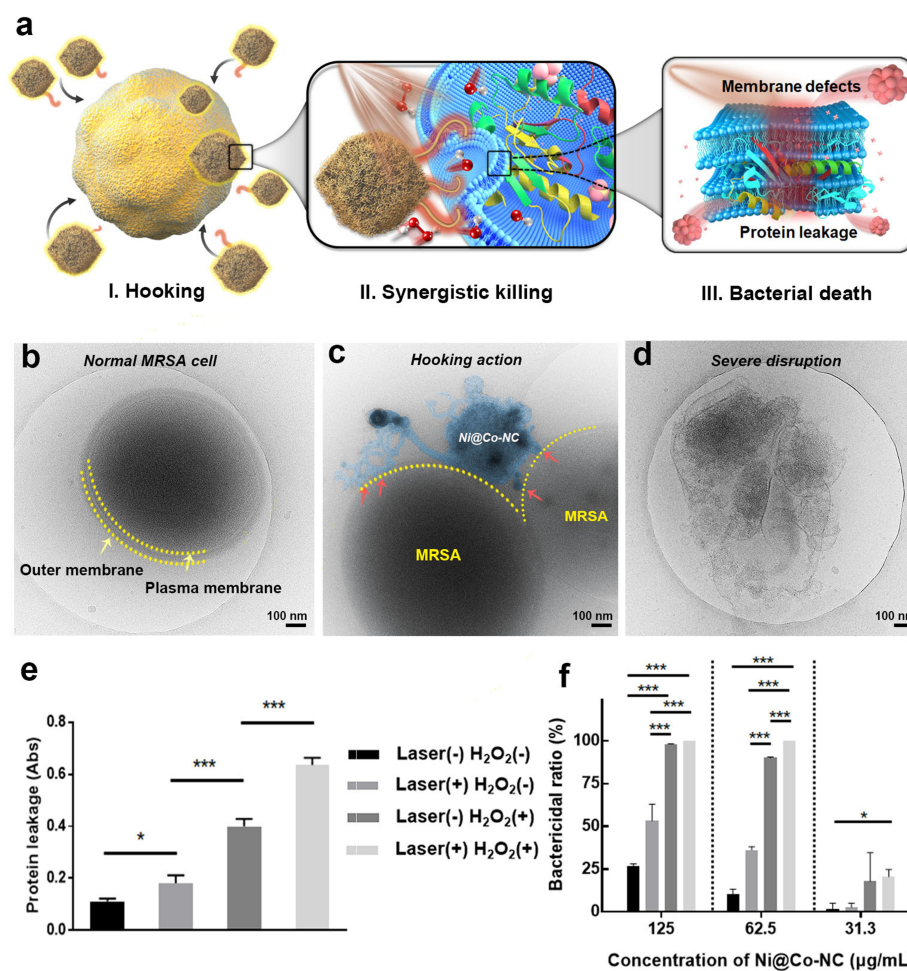 a
Membrane defects
Protein leakage
I. Hooking
II. Synergistic killing
III. Bacterial death
b
Normal MRSA cell
Outer membrane
Plasma membrane
100 nm
c
Hooking action
Ni@Co-NC
MRSA
MRSA
100 nm
d
Severe disruption
100 nm
e
Protein leakage (Abs)
0.8
0.6
0.4
0.2
0.0
*
***
***
Laser(-) H₂O₂(-)
Laser(+) H₂O₂(-)
Laser(-) H₂O₂(+)
Laser(+) H₂O₂(+)
f
Bactericidal ratio (%)
100
75
50
25
0
***
***
***
***
***
***
***
***
*
125
62.5
31.3
Concentration of Ni@Co-NC (µg/mL